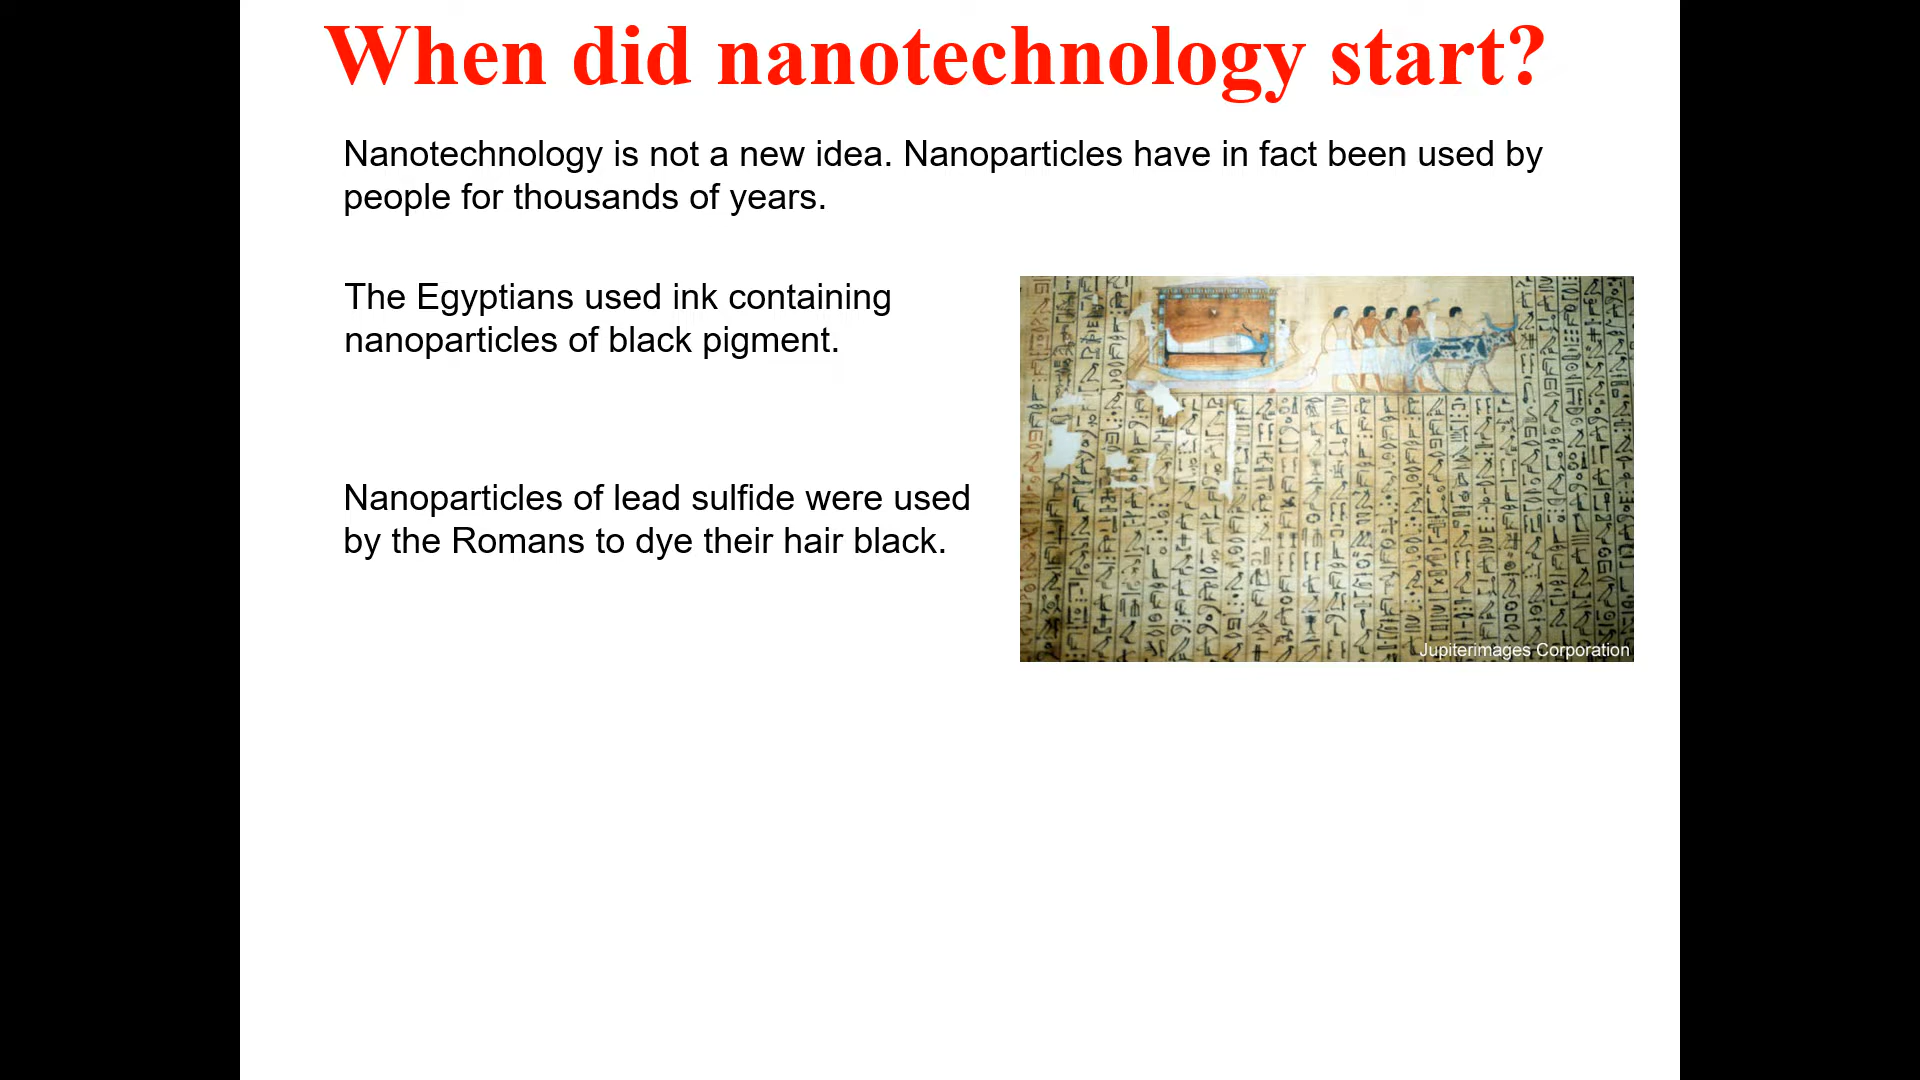 When did nanotechnology start?
Nanotechnology is not a new idea. Nanoparticles have in fact been used by
people for thousands of years.
The Egyptians used ink containing
nanoparticles of black pigment.
Nanoparticles of lead sulfide were used
by the Romans to dye their hair black.
Jupiterimages Corporation